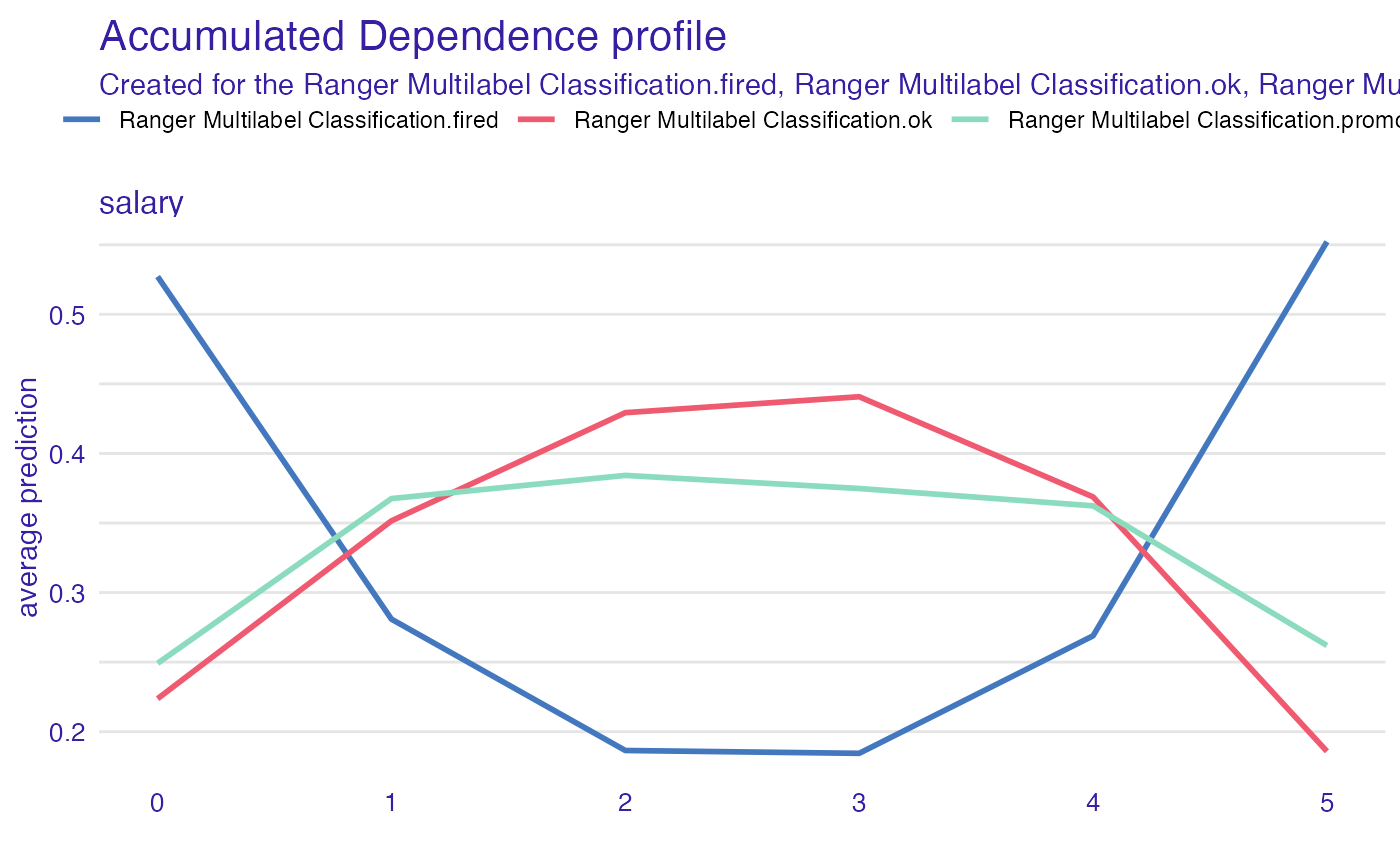 Accumulated Dependence profile
Created for the Ranger Multilabel Classification.fired, Ranger Multilabel Classification.ok, Ranger Mu
Ranger Multilabel Classification.fired Ranger Multilabel Classification.ok Ranger Multilabel Classification.promo
salary
average prediction
0.5
0.4
0.3
0.2
0 1 2 3 4 5